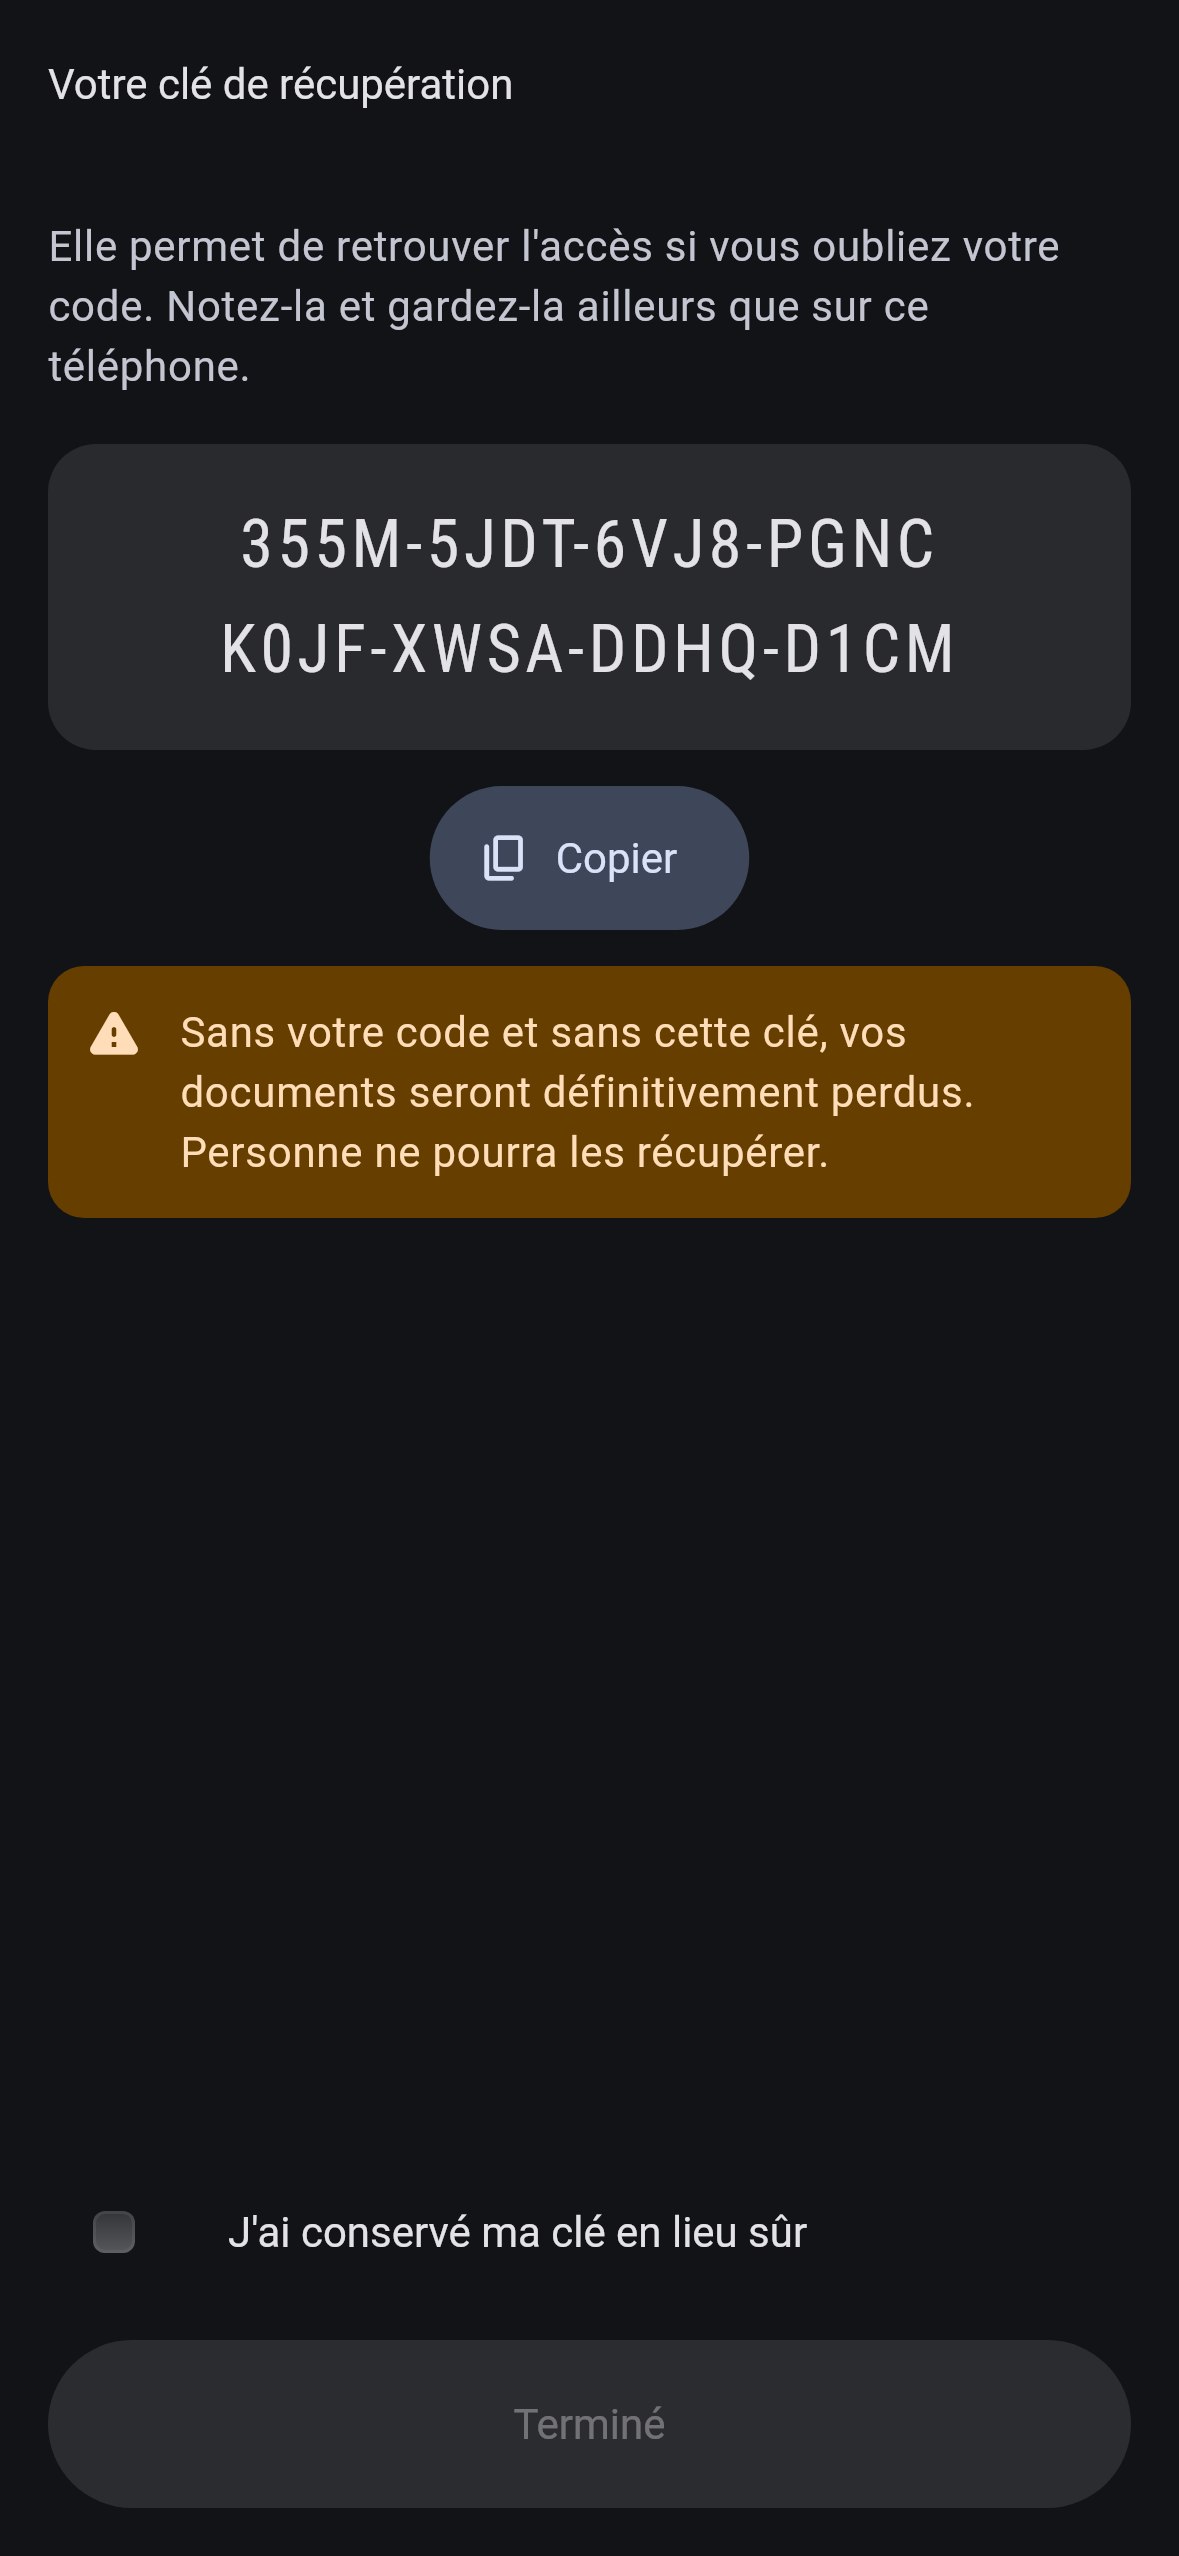 Votre clé de récupération
Elle permet de retrouver l'accès si vous oubliez votre
code. Notez-la et gardez-la ailleurs que sur ce
téléphone.
355M-5JDT-6VJ8-PGNC
K0JF-XWSA-DDHQ-D1CM
Copier
Sans votre code et sans cette clé, vos
documents seront définitivement perdus.
Personne ne pourra les récupérer.
J'ai conservé ma clé en lieu sûr
Terminé